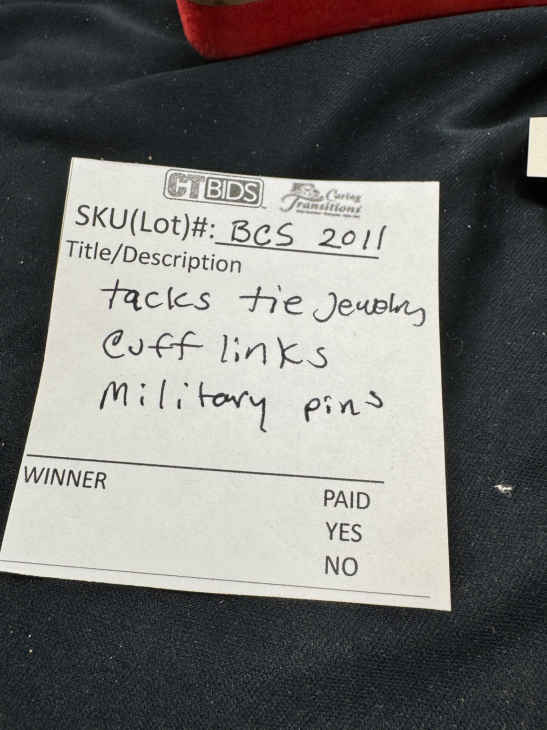 CTBIDS
Caring Transitions
SKU(Lot)#: BCS 2011
Title/Description
tacks tie Jewelry
Cuff links
Military pins
WINNER
PAID
YES
NO